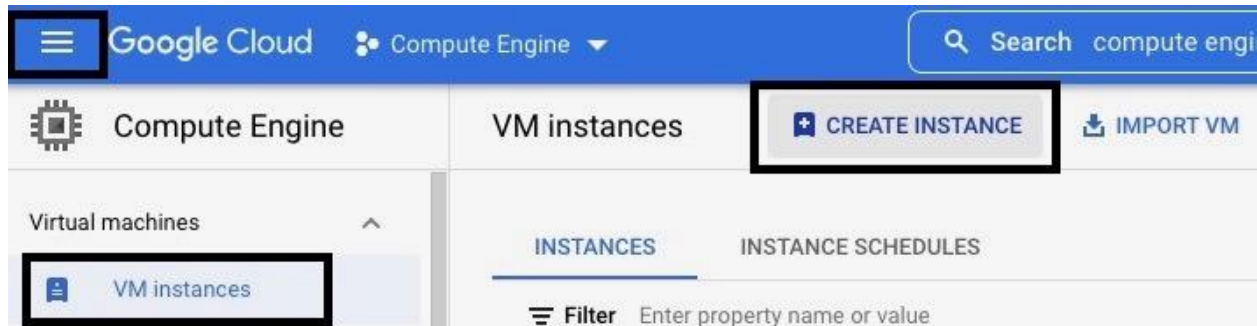 Google Cloud Compute Engine Search compute engi
Compute Engine VM instances CREATE INSTANCE IMPORT VM
Virtual machines
INSTANCES INSTANCE SCHEDULES
VM instances
Filter Enter property name or value